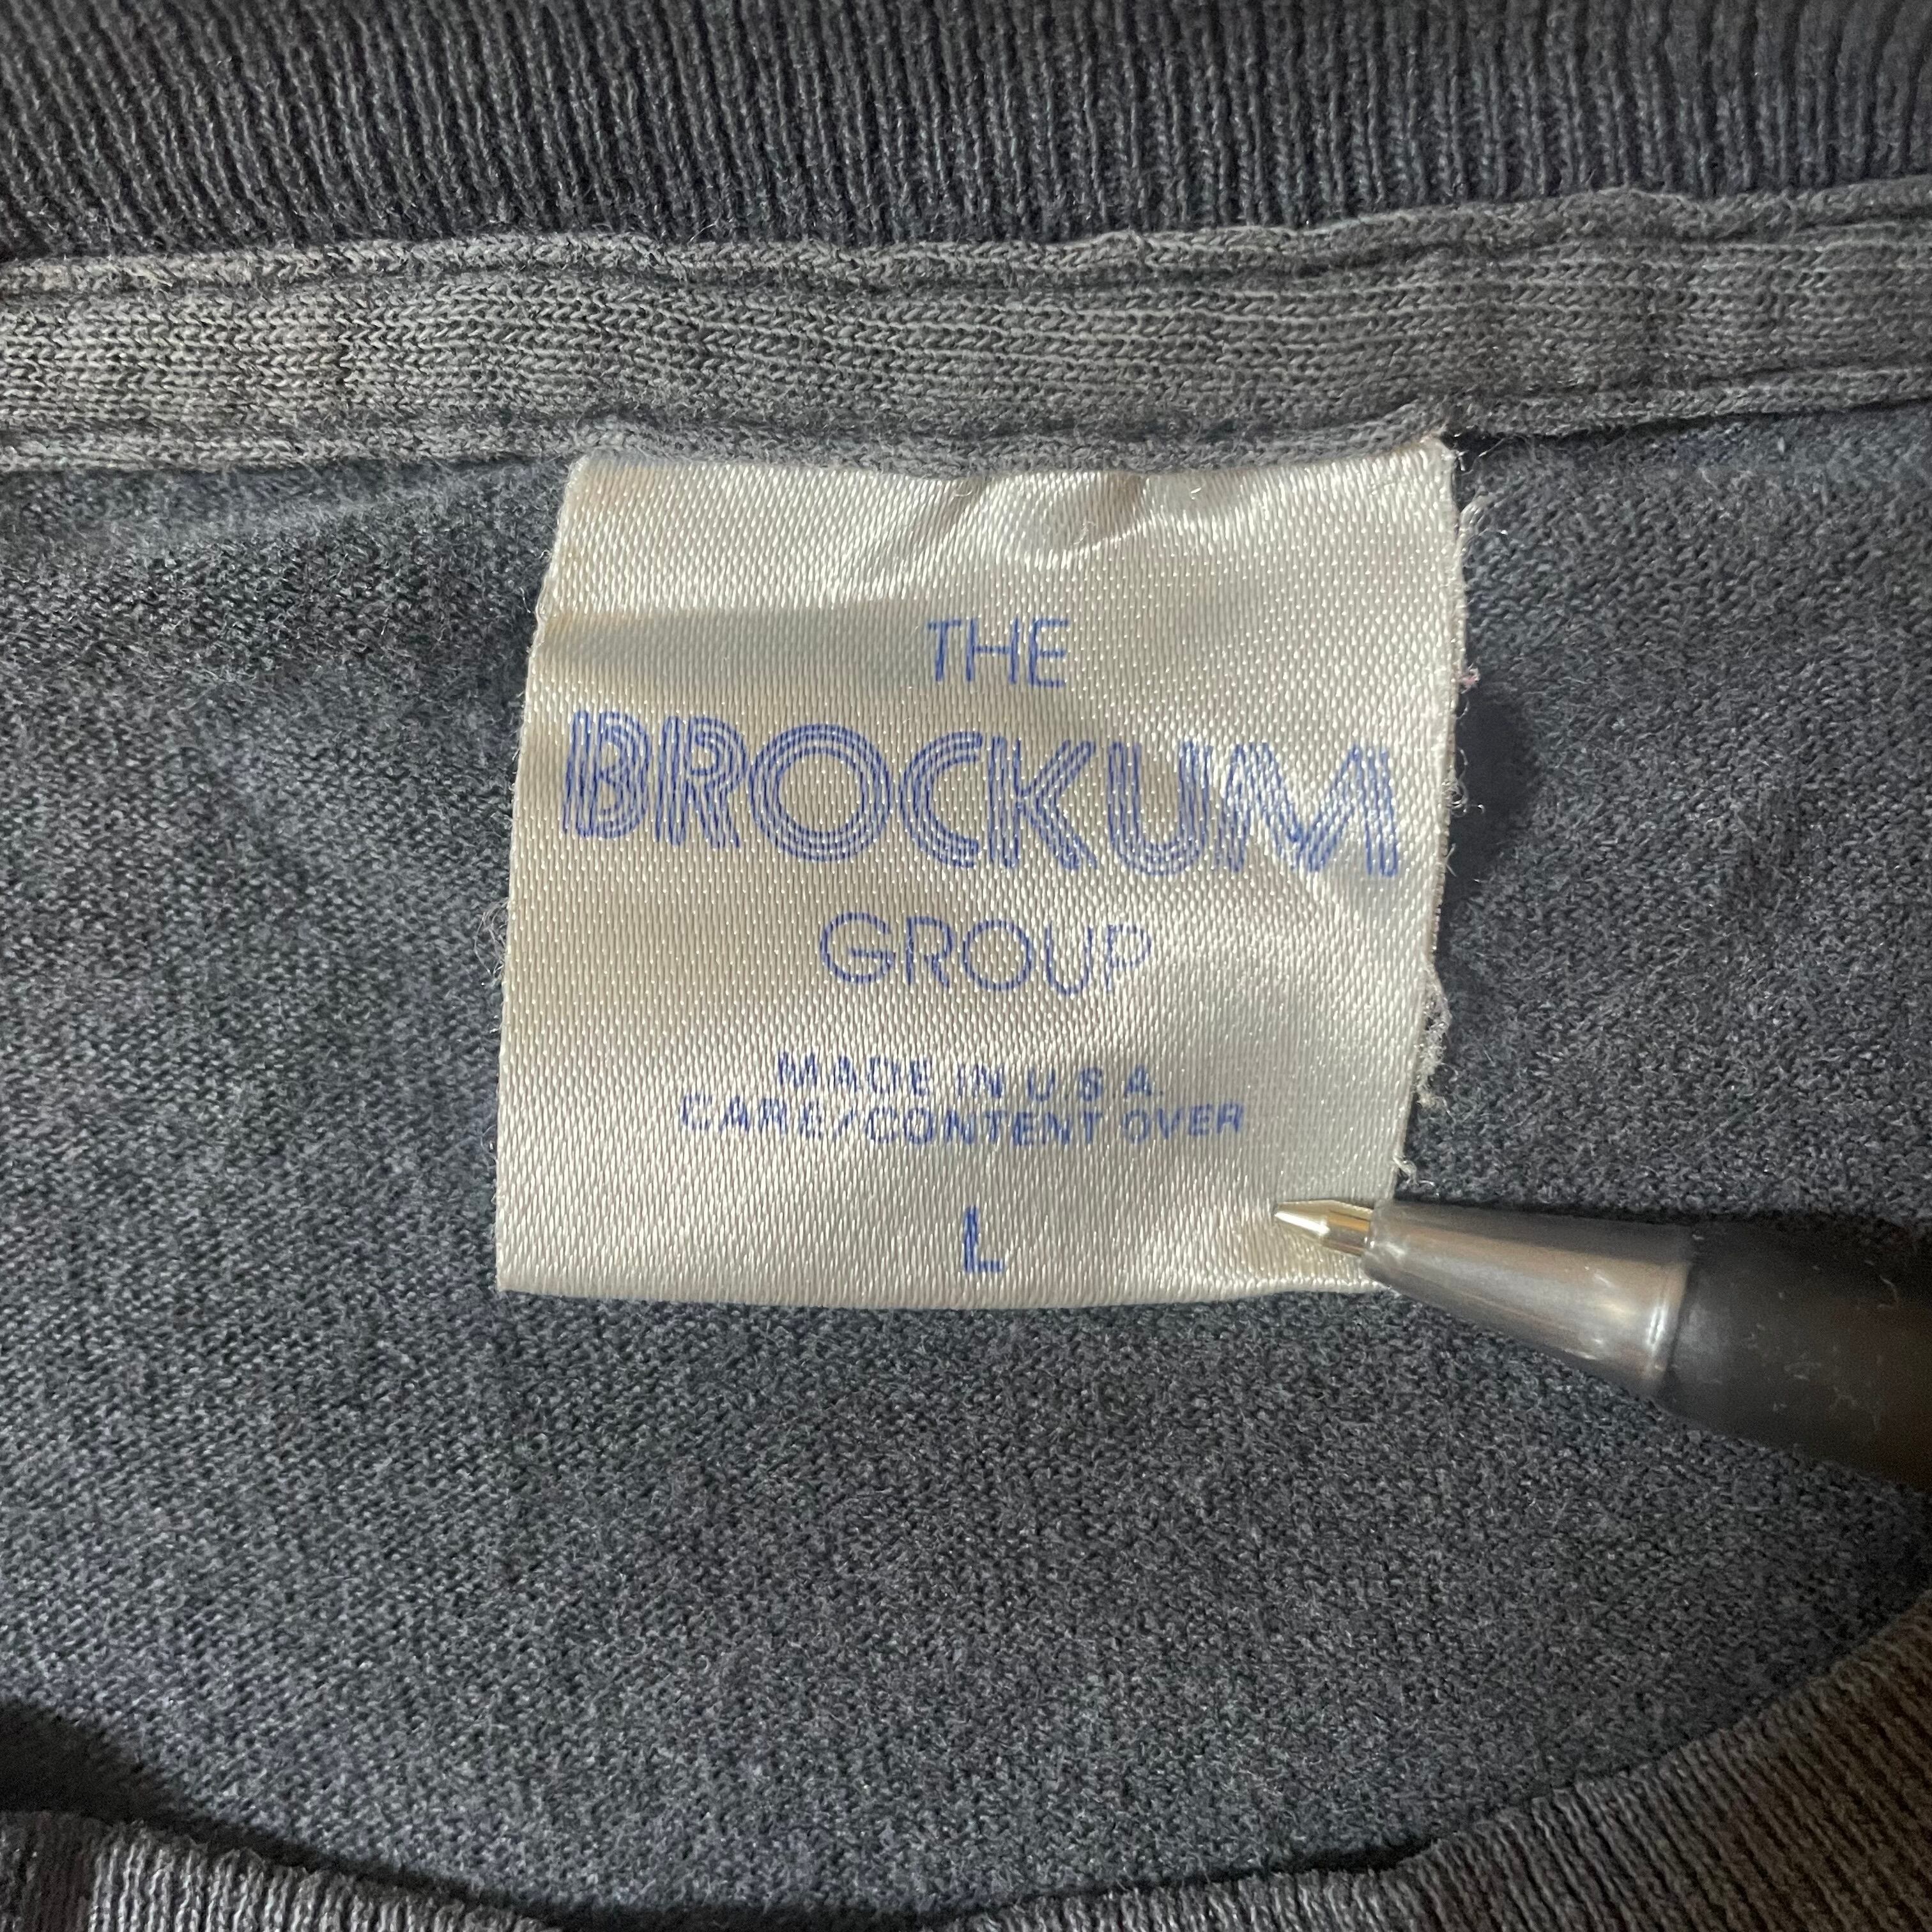 THE
BROCKUM
GROUP
MADE IN U S A
CARE/CONTENT OVER
L